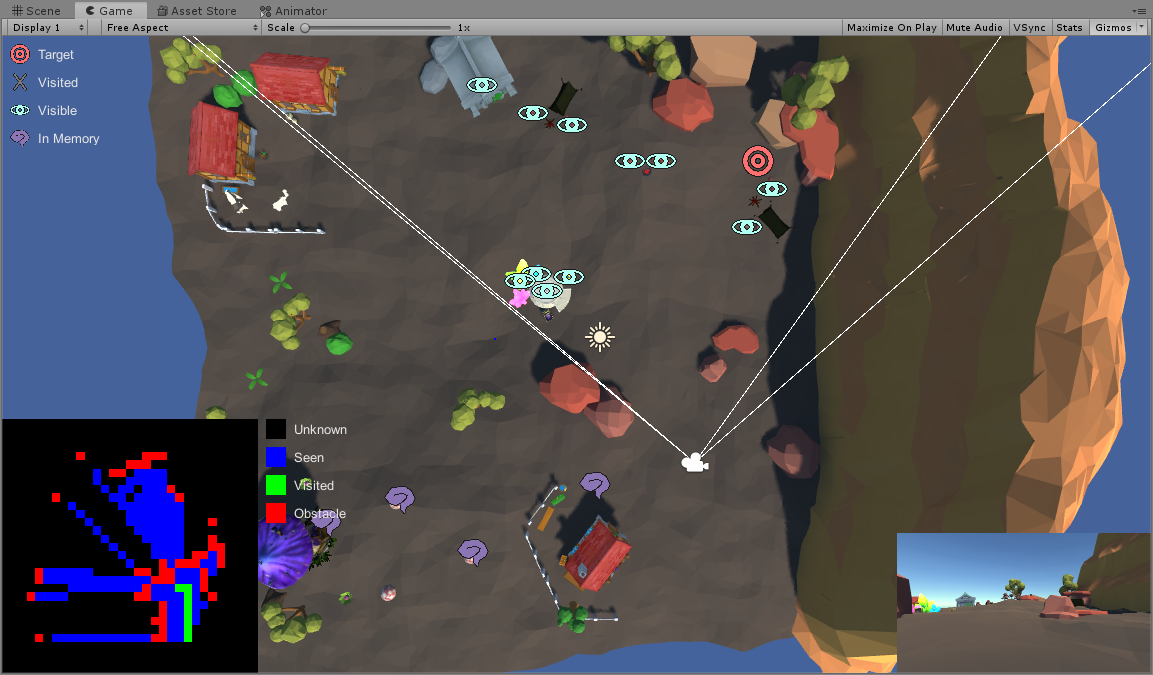 Scene Game Asset Store Animator
Display 1 Free Aspect Scale 1x Maximize On Play Mute Audio VSync Stats Gizmos
Target
Visited
Visible
In Memory
Unknown
Seen
Visited
Obstacle